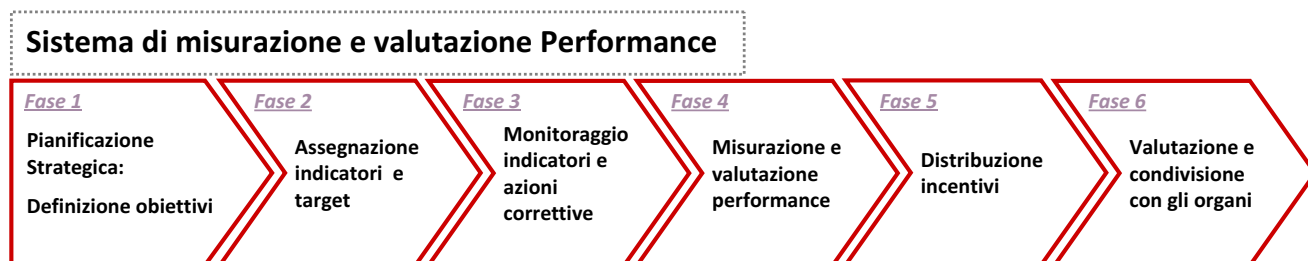 Sistema di misurazione e valutazione Performance
Fase 1
Pianificazione
Strategica:
Definizione obiettivi
Fase 2
Assegnazione
indicatori e
target
Fase 3
Monitoraggio
indicatori e
azioni
correttive
Fase 4
Misurazione e
valutazione
performance
Fase 5
Distribuzione
incentivi
Fase 6
Valutazione e
condivisione
con gli organi